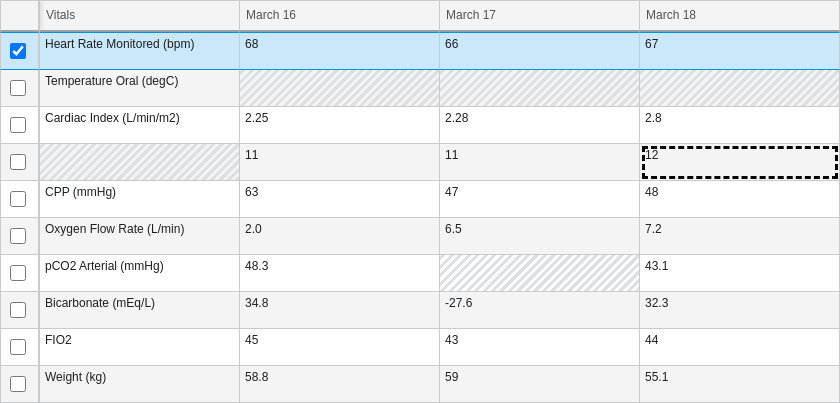 Vitals March 16 March 17 March 18
Heart Rate Monitored (bpm) 68 66 67
Temperature Oral (degC)
Cardiac Index (L/min/m2) 2.25 2.28 2.8
11 11 12
CPP (mmHg) 63 47 48
Oxygen Flow Rate (L/min) 2.0 6.5 7.2
pCO2 Arterial (mmHg) 48.3 43.1
Bicarbonate (mEq/L) 34.8 -27.6 32.3
FIO2 45 43 44
Weight (kg) 58.8 59 55.1